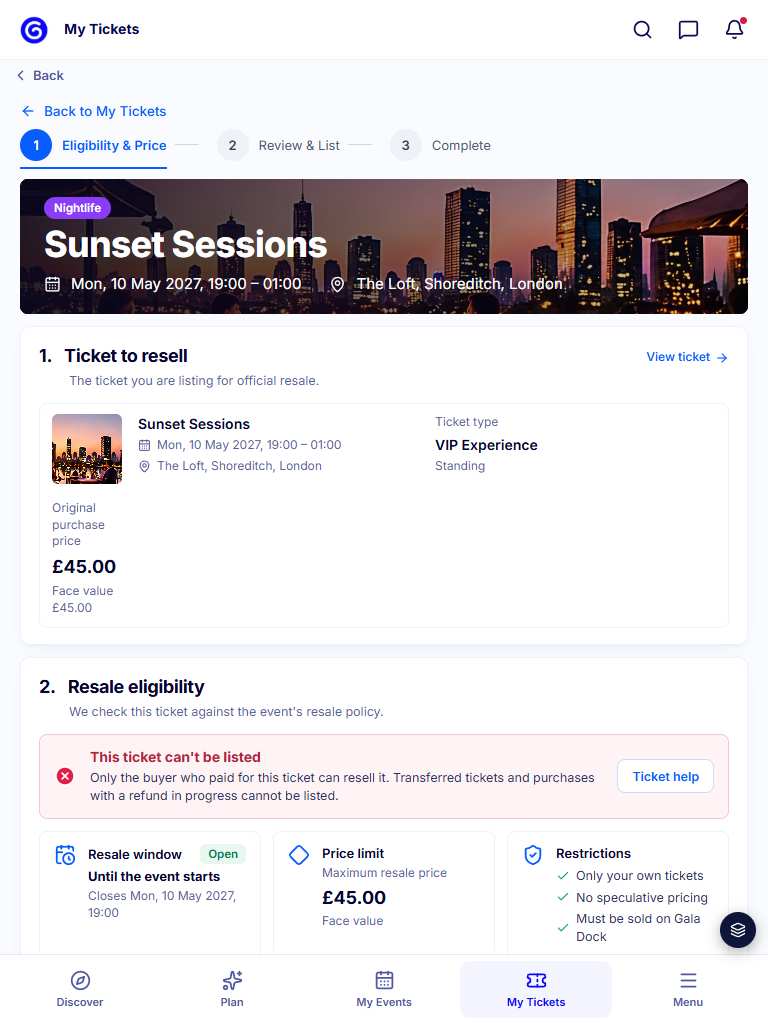 My Tickets
Back
Back to My Tickets
1 Eligibility & Price
2 Review & List
3 Complete
Nightlife
Sunset Sessions
Mon, 10 May 2027, 19:00 – 01:00 The Loft, Shoreditch, London
1. Ticket to resell
View ticket
The ticket you are listing for official resale.
Sunset Sessions
Mon, 10 May 2027, 19:00 – 01:00
The Loft, Shoreditch, London
Ticket type
VIP Experience
Standing
Original
purchase
price
£45.00
Face value
£45.00
2. Resale eligibility
We check this ticket against the event's resale policy.
This ticket can't be listed
Only the buyer who paid for this ticket can resell it. Transferred tickets and purchases
with a refund in progress cannot be listed.
Ticket help
Resale window Open
Until the event starts
Closes Mon, 10 May 2027,
19:00
Price limit
Maximum resale price
£45.00
Face value
Restrictions
Only your own tickets
No speculative pricing
Must be sold on Gala
Dock
Discover
Plan
My Events
My Tickets
Menu